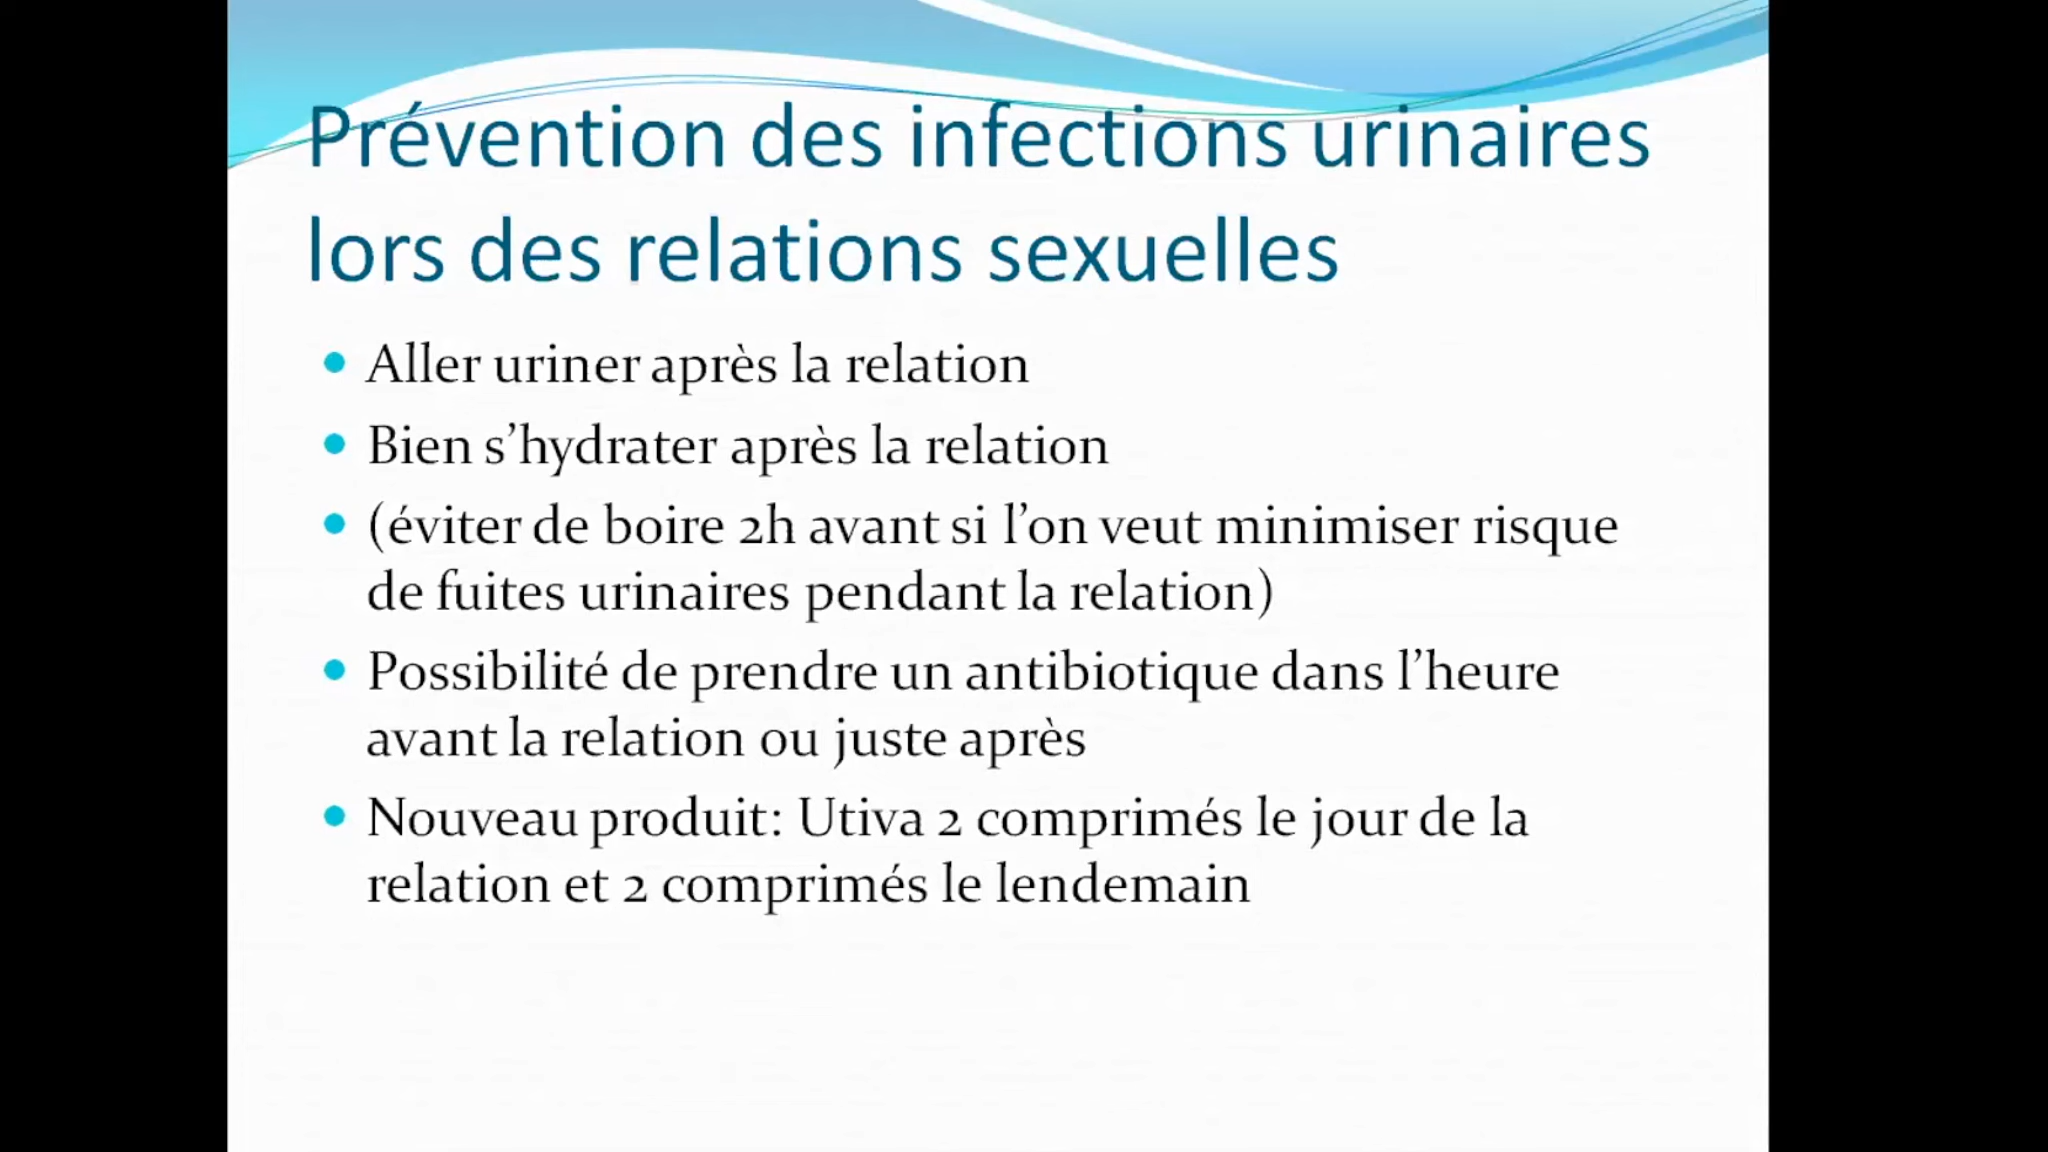 Prévention des infections urinaires
lors des relations sexuelles
• Aller uriner après la relation
• Bien s’hydrater après la relation
• (éviter de boire 2h avant si l’on veut minimiser risque
de fuites urinaires pendant la relation)
• Possibilité de prendre un antibiotique dans l’heure
avant la relation ou juste après
• Nouveau produit: Utiva 2 comprimés le jour de la
relation et 2 comprimés le lendemain